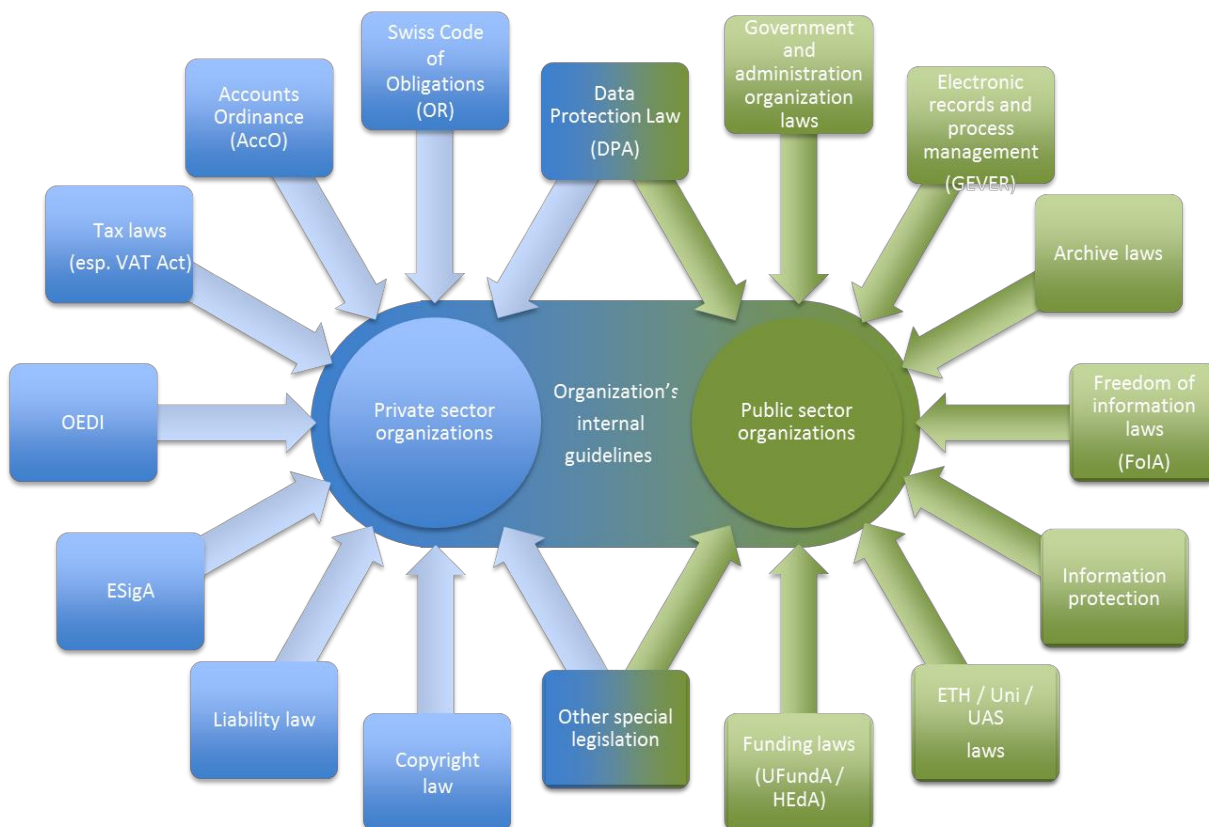 Swiss Code
of
Obligations
(OR)
Government
and
administration
organization
laws
Accounts
Ordinance
(AccO)
Data
Protection Law
(DPA)
Electronic
records and
process
management
(GEVER)
Tax laws
(esp. VAT Act)
Archive laws
OEDI
Private sector
organizations
Organization's
internal
guidelines
Public sector
organizations
Freedom of
information
laws
(FoIA)
ESigA
Information
protection
Liability law
Copyright
law
Other special
legislation
Funding laws
(UFundA /
HEdA)
ETH / Uni /
UAS
laws